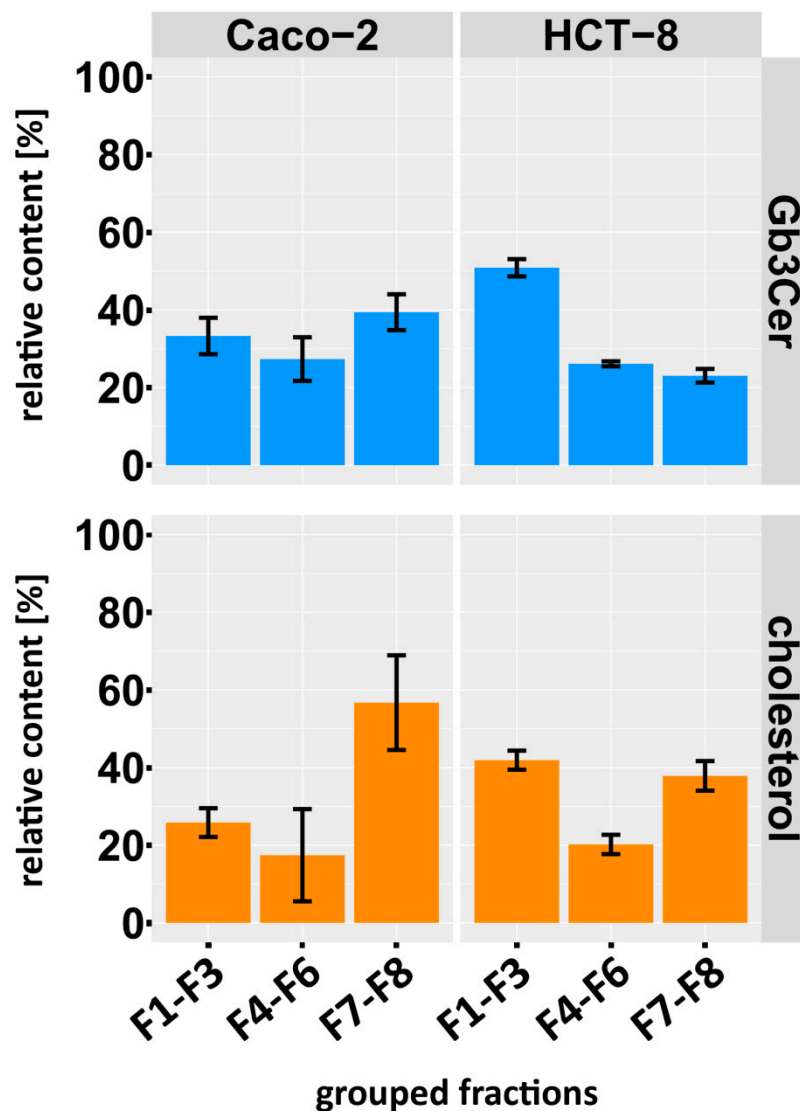 Caco−2 HCT−8
relative content [%]
100
80
60
40
20
0
Gb3Cer
relative content [%]
100
80
60
40
20
0
cholesterol
F1-F3 F4-F6 F7-F8 F1-F3 F4-F6 F7-F8
grouped fractions